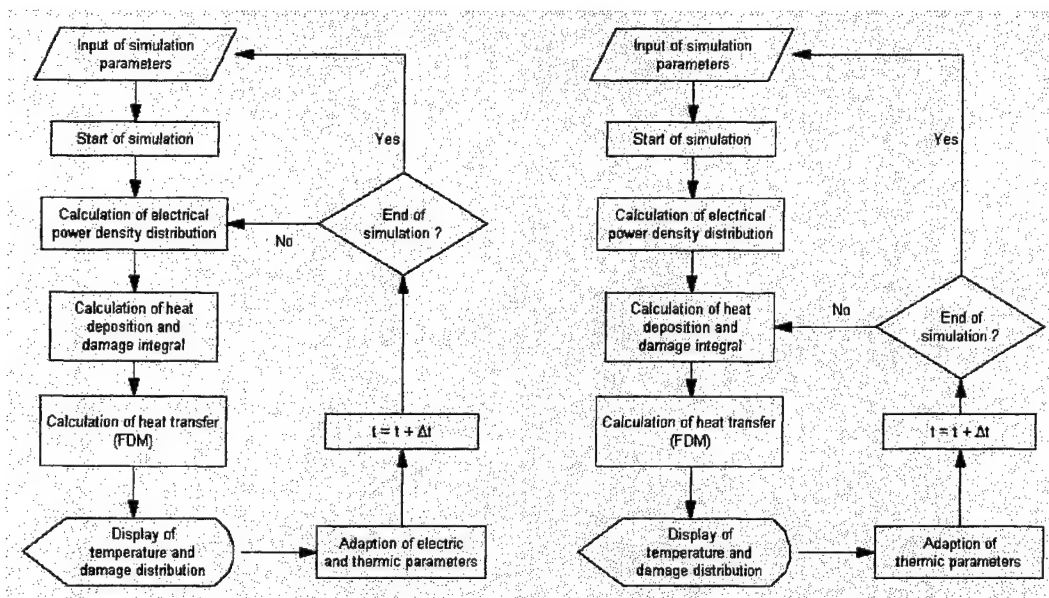 Input of simulation
parameters
Start of simulation
Calculation of electrical
power density distribution
Calculation of heat
deposition and
damage integral
Calculation of heat transfer
(FDM)
Display of
temperature and
damage distribution
Adaption of electric
and thermic parameters
t = t + Δt
End of
simulation ?
No
Yes
Input of simulation
parameters
Start of simulation
Calculation of electrical
power density distribution
Calculation of heat
deposition and
damage integral
Calculation of heat transfer
(FDM)
Display of
temperature and
damage distribution
Adaption of
thermic parameters
t = t + Δt
End of
simulation ?
No
Yes